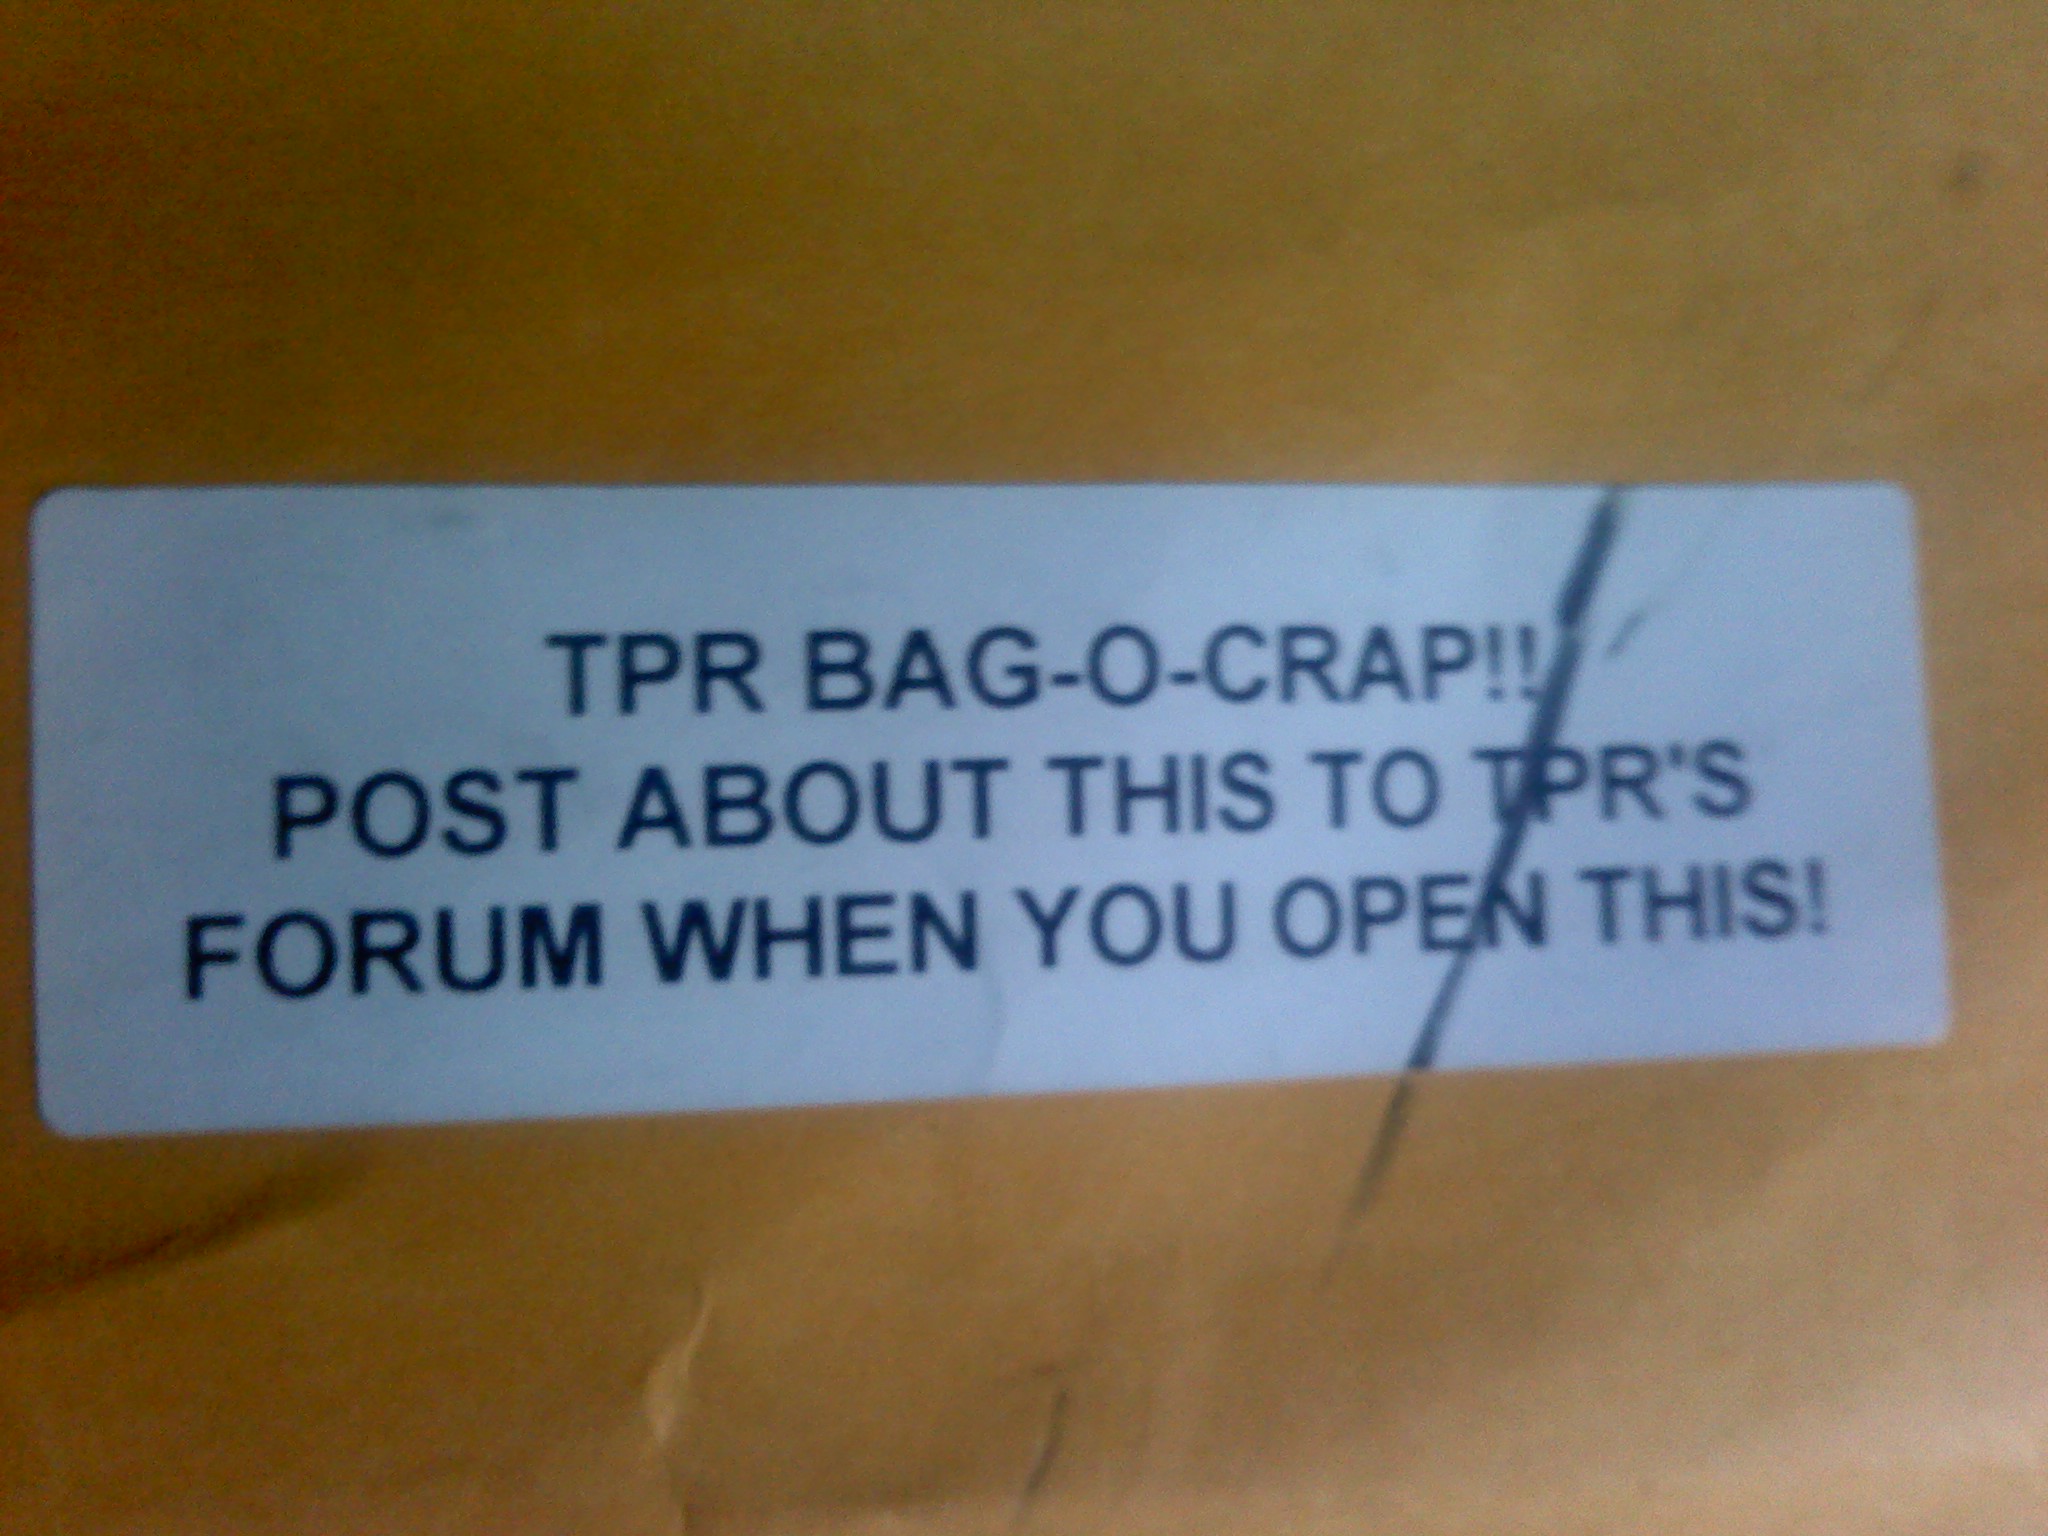 TPR BAG-O-CRAP!!
POST ABOUT THIS TO TPR'S
FORUM WHEN YOU OPEN THIS!